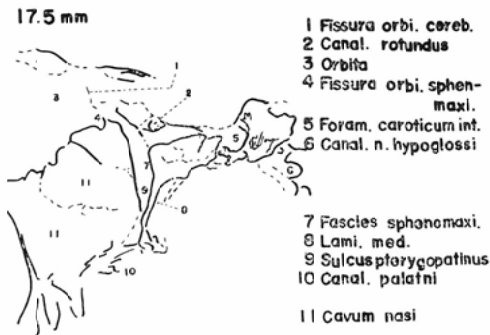 17.5 mm
1 Fissura orbi. cereb.
2 Canal. rotundus
3 Orbita
4 Fissura orbi. sphen-
maxi.
5 Foram. caroticum int.
6 Canal. n. hypoglossi
7 Fascies sphenomaxi.
8 Lami. med.
9 Sulcus pterygopatinus
10 Canal. palatni
11 Cavum nasi
1
2
3
4
5
7
9
8
6
11
11
10